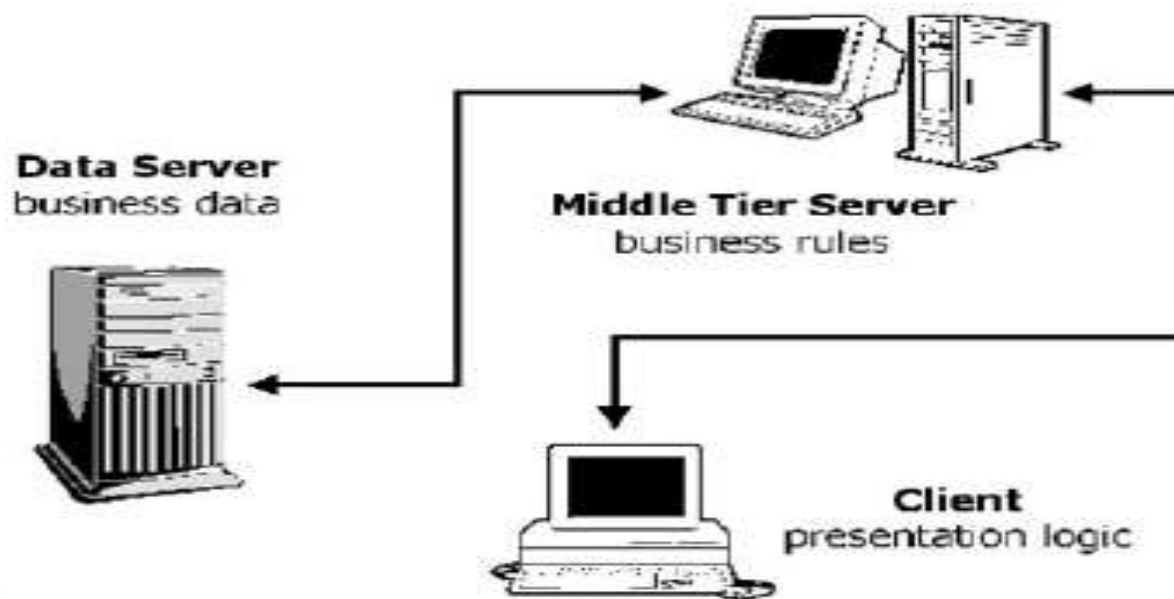 Data Server
business data
Middle Tier Server
business rules
Client
presentation logic